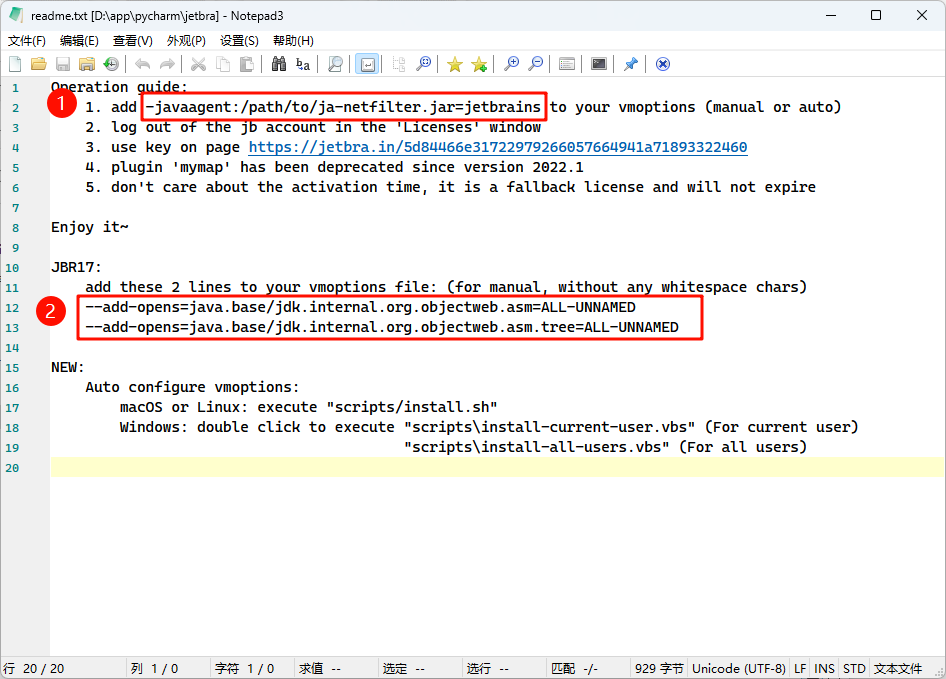 readme.txt [D:\app\pycharm\jetbra] - Notepad3
文件(F) 编辑(E) 查看(V) 外观(P) 设置(S) 帮助(H)
1 Operation guide:
2 1. add -javaagent:/path/to/ja-netfilter.jar=jetbrains to your vmoptions (manual or auto)
1
3 2. log out of the jb account in the 'Licenses' window
4 3. use key on page https://jetbra.in/5d84466e31722979266057664941a71893322460
5 4. plugin 'mymap' has been deprecated since version 2022.1
6 5. don't care about the activation time, it is a fallback license and will not expire
7
8 Enjoy it~
9
10 JBR17:
11 add these 2 lines to your vmoptions file: (for manual, without any whitespace chars)
12 --add-opens=java.base/jdk.internal.org.objectweb.asm=ALL-UNNAMED
2
13 --add-opens=java.base/jdk.internal.org.objectweb.asm.tree=ALL-UNNAMED
14
15 NEW:
16 Auto configure vmoptions:
17 macOS or Linux: execute "scripts/install.sh"
18 Windows: double click to execute "scripts\install-current-user.vbs" (For current user)
19 "scripts\install-all-users.vbs" (For all users)
20
行 20 / 20 列 1 / 0 字符 1 / 0 求值 -- 选定 -- 选行 -- 匹配 -/- 929 字节 Unicode (UTF-8) LF INS STD 文本文件